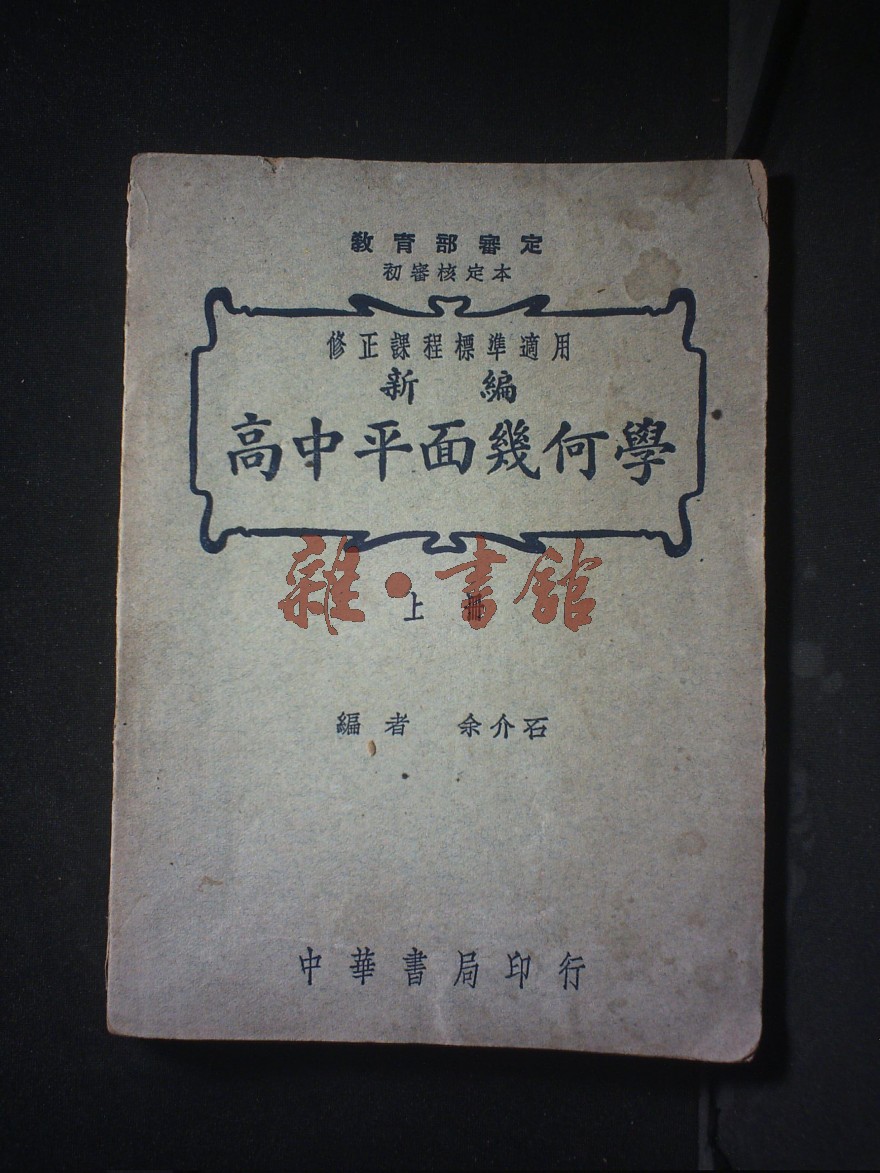 教育部審定
初審核定本
修正課程標準適用
新編
高中平面幾何學
雜·書館
上冊
編者 余介石
中華書局印行